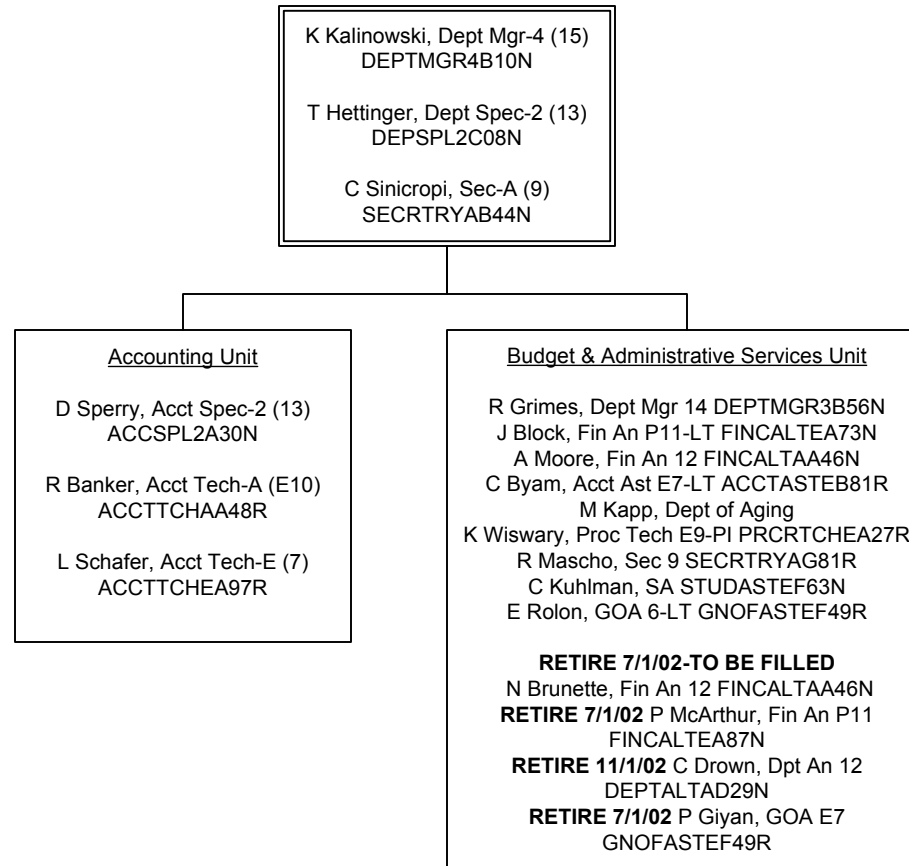 K Kalinowski, Dept Mgr-4 (15)
DEPTMGR4B10N
T Hettinger, Dept Spec-2 (13)
DEPSPL2C08N
C Sinicropi, Sec-A (9)
SECRTRYAB44N
Accounting Unit
D Sperry, Acct Spec-2 (13)
ACCSPL2A30N
R Banker, Acct Tech-A (E10)
ACCTTCHAA48R
L Schafer, Acct Tech-E (7)
ACCTTCHEA97R
Budget & Administrative Services Unit
R Grimes, Dept Mgr 14 DEPTMGR3B56N
J Block, Fin An P11-LT FINCALTEA73N
A Moore, Fin An 12 FINCALTAA46N
C Byam, Acct Ast E7-LT ACCTASTEB81R
M Kapp, Dept of Aging
K Wiswary, Proc Tech E9-PI PRCRTCHEA27R
R Mascho, Sec 9 SECRTRYAG81R
C Kuhlman, SA STUDASTEF63N
E Rolon, GOA 6-LT GNOFASTEF49R
RETIRE 7/1/02-TO BE FILLED
N Brunette, Fin An 12 FINCALTAA46N
RETIRE 7/1/02 P McArthur, Fin An P11
FINCALTEA87N
RETIRE 11/1/02 C Drown, Dpt An 12
DEPTALTAD29N
RETIRE 7/1/02 P Giyan, GOA E7
GNOFASTEF49R